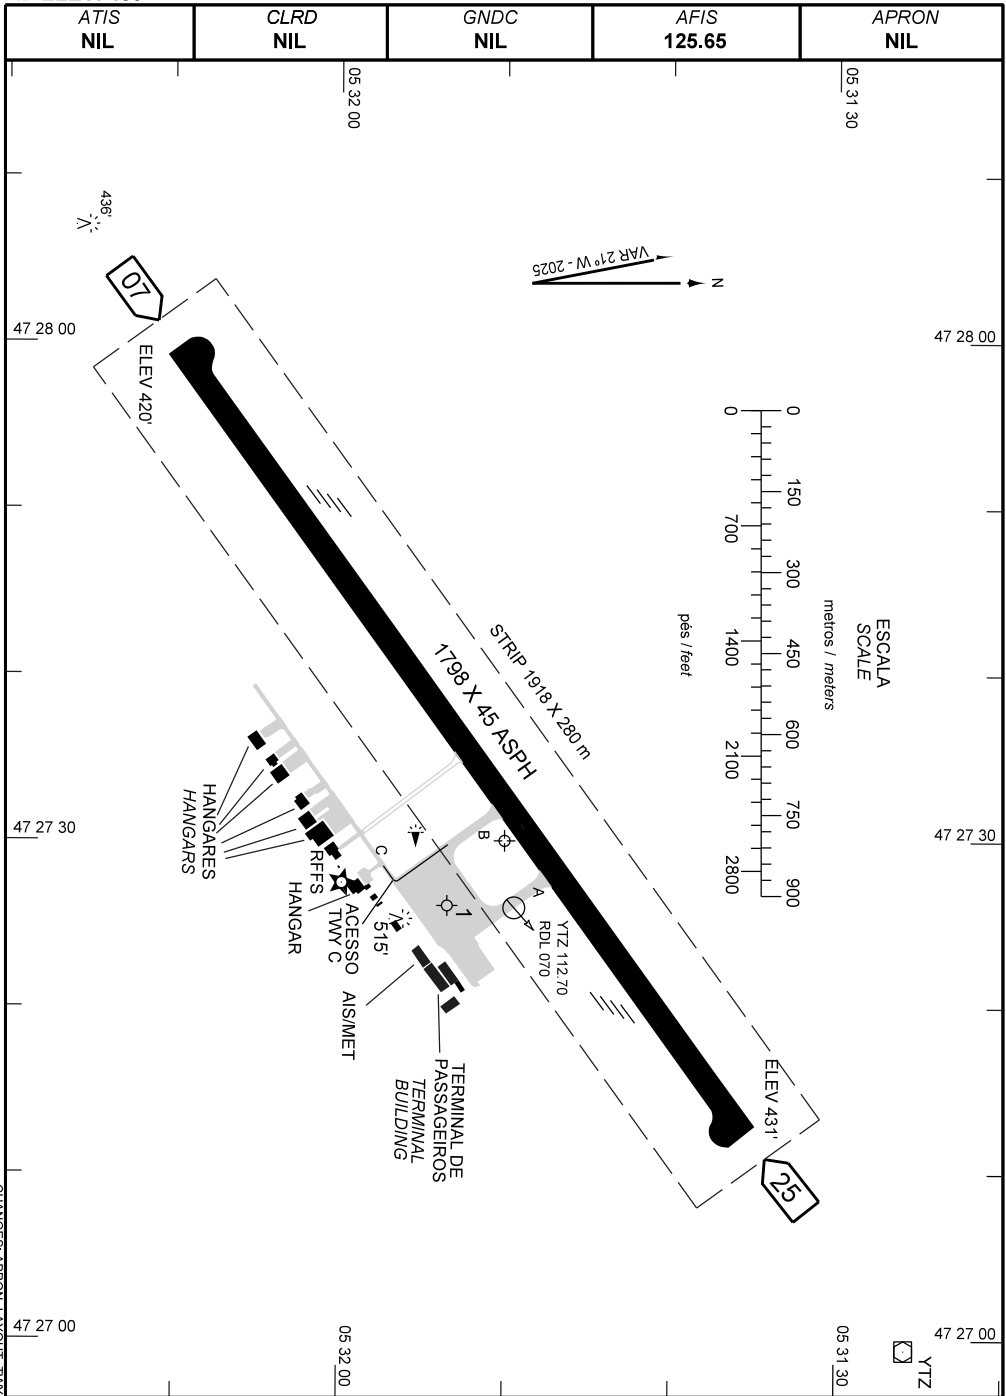 ATIS
NIL
CLRD
NIL
GNDC
NIL
AFIS
125.65
APRON
NIL
05 32 00
05 31 30
436'
07
VAR 21° W - 2025
N
47 28 00
47 28 00
ELEV 420'
0 150 300 450 600 750 900
0 700 1400 2100 2800
metros / meters
pés / feet
ESCALA
SCALE
STRIP 1918 X 280 m
1798 X 45 ASPH
47 27 30
47 27 30
HANGARES
HANGARS
RFFS
HANGAR
ACESSO
TWY C
515'
AIS/MET
A
B
C
1
YTZ 112.70
RDL 070
TERMINAL DE
PASSAGEIROS
TERMINAL
BUILDING
ELEV 431'
25
47 27 00
47 27 00
05 32 00
05 31 30
YTZ